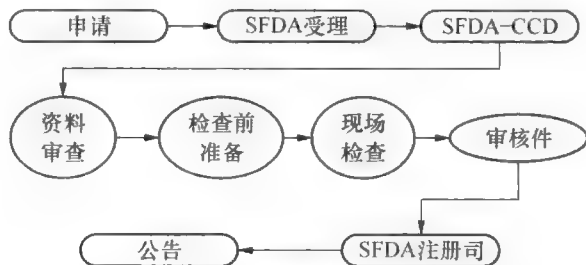 申请
SFDA受理
SFDA-CCD
资料
审查
检查前
准备
现场
检查
审核件
SFDA注册司
公告